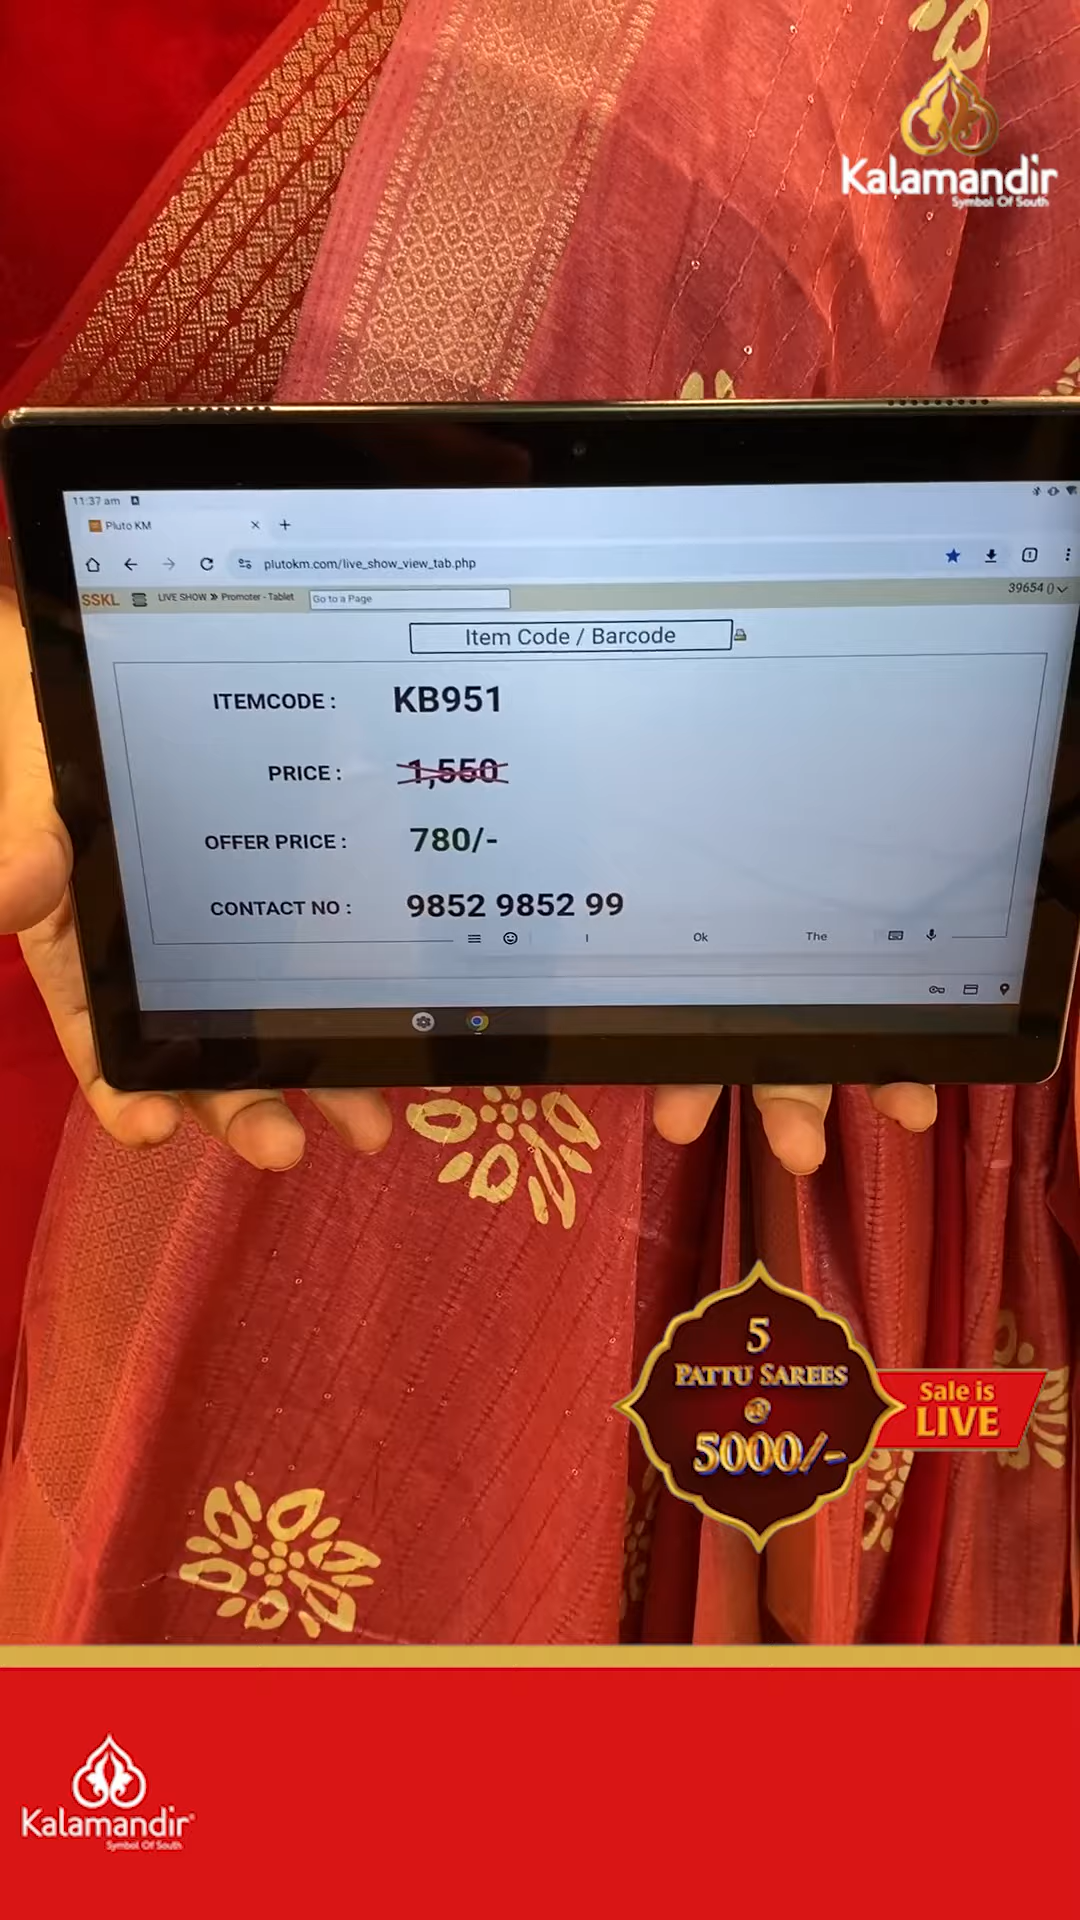 Kalamandir
Symbol Of South
11:37 am
Pluto KM
plutokm.com/live_show_view_tab.php
SSKL
LIVE SHOW » Promoter - Tablet
Go to a Page
39654 ()
Item Code / Barcode
ITEMCODE : KB951
PRICE : 1,550
OFFER PRICE : 780/-
CONTACT NO : 9852 9852 99
I Ok The
5
PATTU SAREES
@
5000/-
Sale is
LIVE
Kalamandir
Symbol Of South